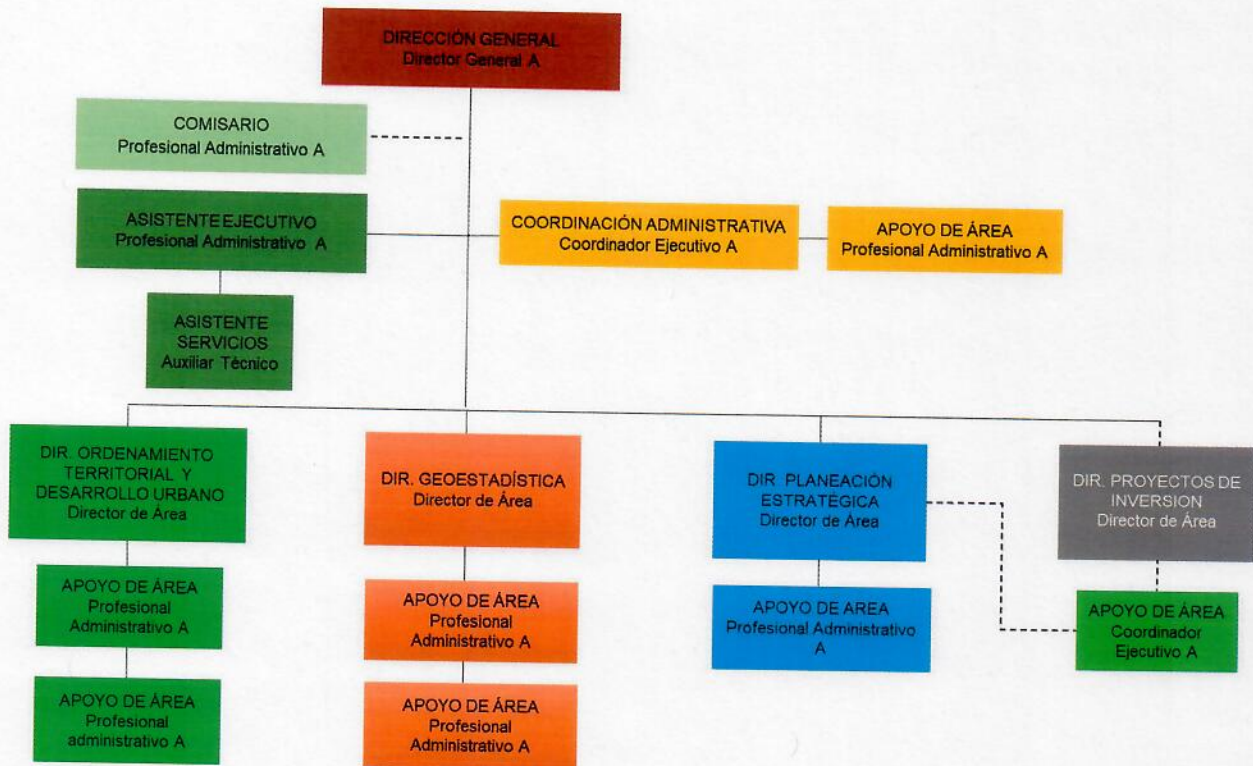 DIRECCIÓN GENERAL
Director General A
COMISARIO
Profesional Administrativo A
ASISTENTE EJECUTIVO
Profesional Administrativo A
COORDINACIÓN ADMINISTRATIVA
Coordinador Ejecutivo A
APOYO DE ÁREA
Profesional Administrativo A
ASISTENTE
SERVICIOS
Auxiliar Técnico
DIR. ORDENAMIENTO
TERRITORIAL Y
DESARROLLO URBANO
Director de Área
DIR. GEOESTADÍSTICA
Director de Área
DIR PLANEACIÓN
ESTRATÉGICA
Director de Área
DIR. PROYECTOS DE
INVERSION
Director de Área
APOYO DE ÁREA
Profesional
Administrativo A
APOYO DE ÁREA
Profesional
Administrativo A
APOYO DE AREA
Profesional Administrativo
A
APOYO DE ÁREA
Coordinador
Ejecutivo A
APOYO DE ÁREA
Profesional
administrativo A
APOYO DE ÁREA
Profesional
Administrativo A